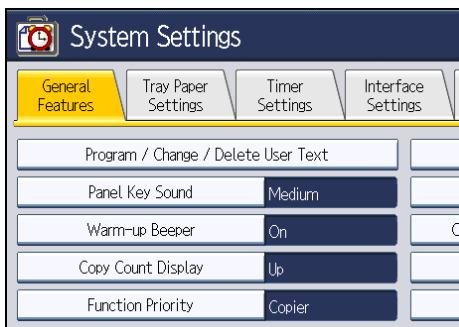 System Settings
General Features
Tray Paper Settings
Timer Settings
Interface Settings
Program / Change / Delete User Text
Panel Key Sound Medium
Warm-up Beeper On
Copy Count Display Up
Function Priority Copier